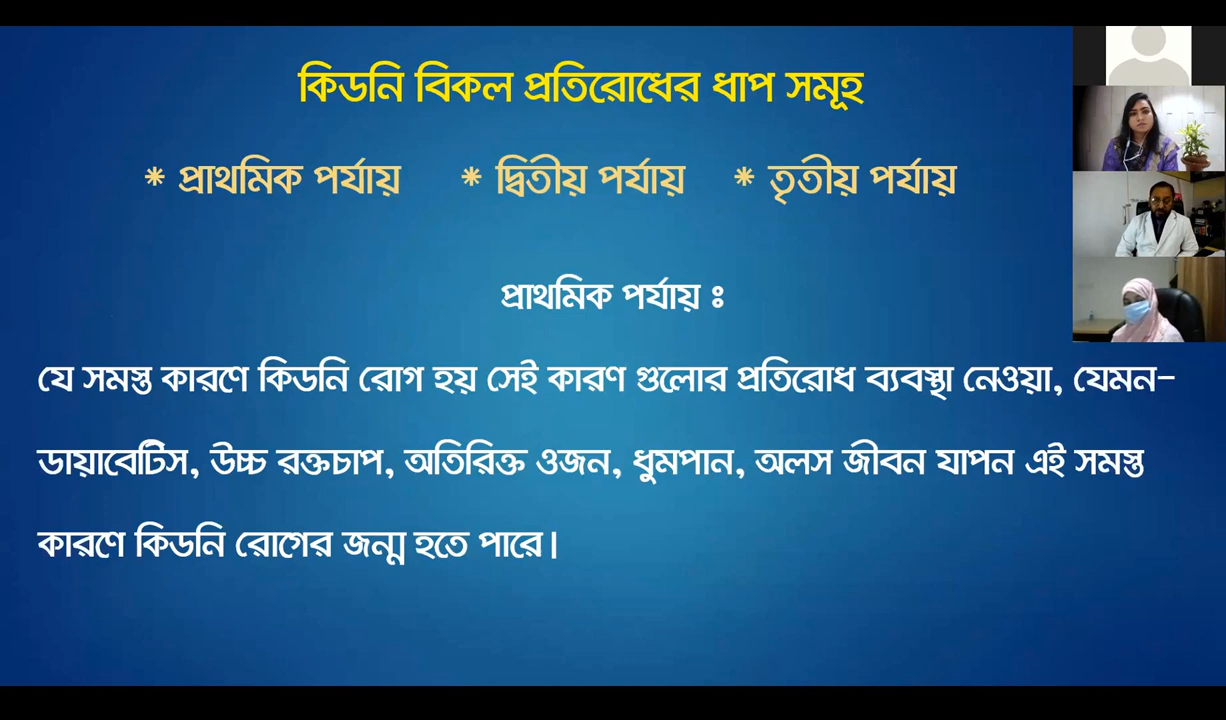 কিডনি বিকল প্রতিরোধের ধাপ সমূহ
* প্রাথমিক পর্যায় * দ্বিতীয় পর্যায় * তৃতীয় পর্যায়
প্রাথমিক পর্যায় ঃ
যে সমস্ত কারণে কিডনি রোগ হয় সেই কারণ গুলোর প্রতিরোধ ব্যবস্থা নেওয়া, যেমন-
ডায়াবেটিস, উচ্চ রক্তচাপ, অতিরিক্ত ওজন, ধুমপান, অলস জীবন যাপন এই সমস্ত
কারণে কিডনি রোগের জন্ম হতে পারে।